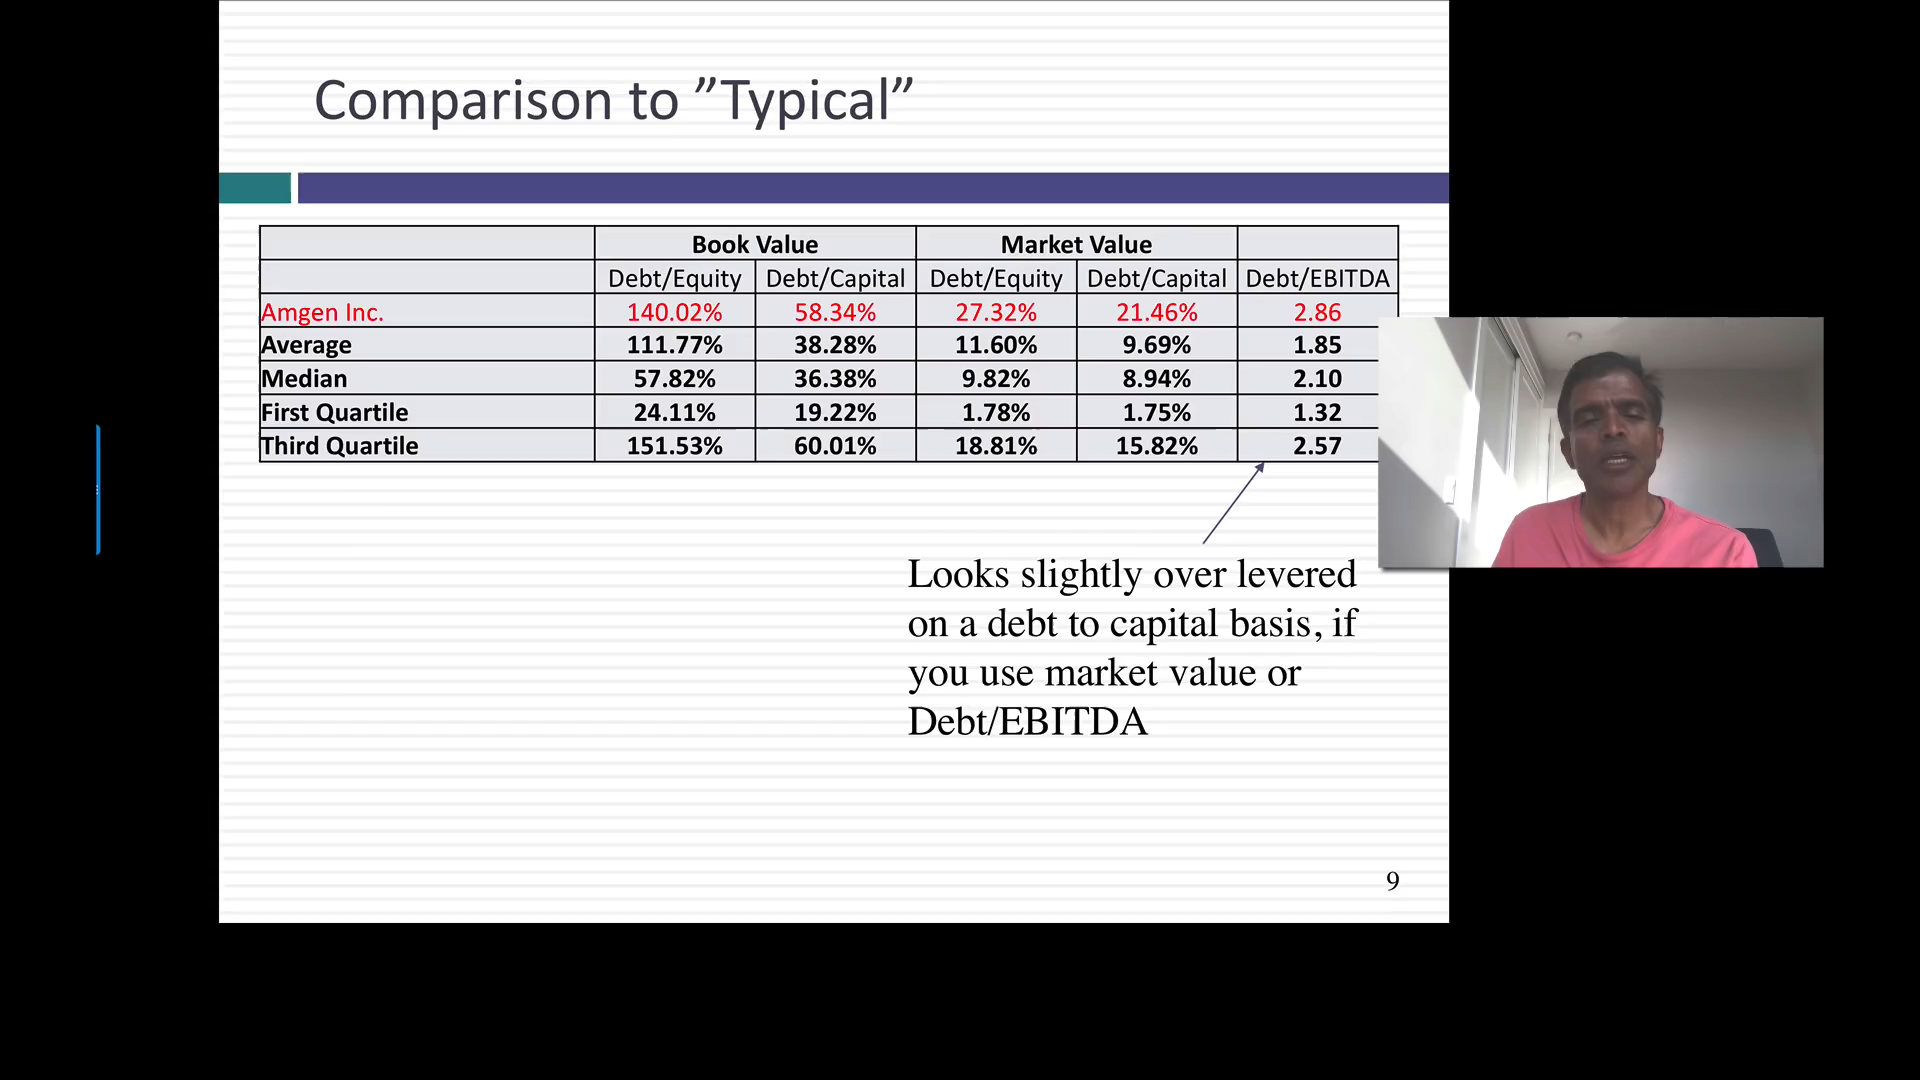 Comparison to ”Typical”
Book Value Market Value
Debt/Equity Debt/Capital Debt/Equity Debt/Capital Debt/EBITDA
Amgen Inc. 140.02% 58.34% 27.32% 21.46% 2.86
Average 111.77% 38.28% 11.60% 9.69% 1.85
Median 57.82% 36.38% 9.82% 8.94% 2.10
First Quartile 24.11% 19.22% 1.78% 1.75% 1.32
Third Quartile 151.53% 60.01% 18.81% 15.82% 2.57
Looks slightly over levered
on a debt to capital basis, if
you use market value or
Debt/EBITDA
9